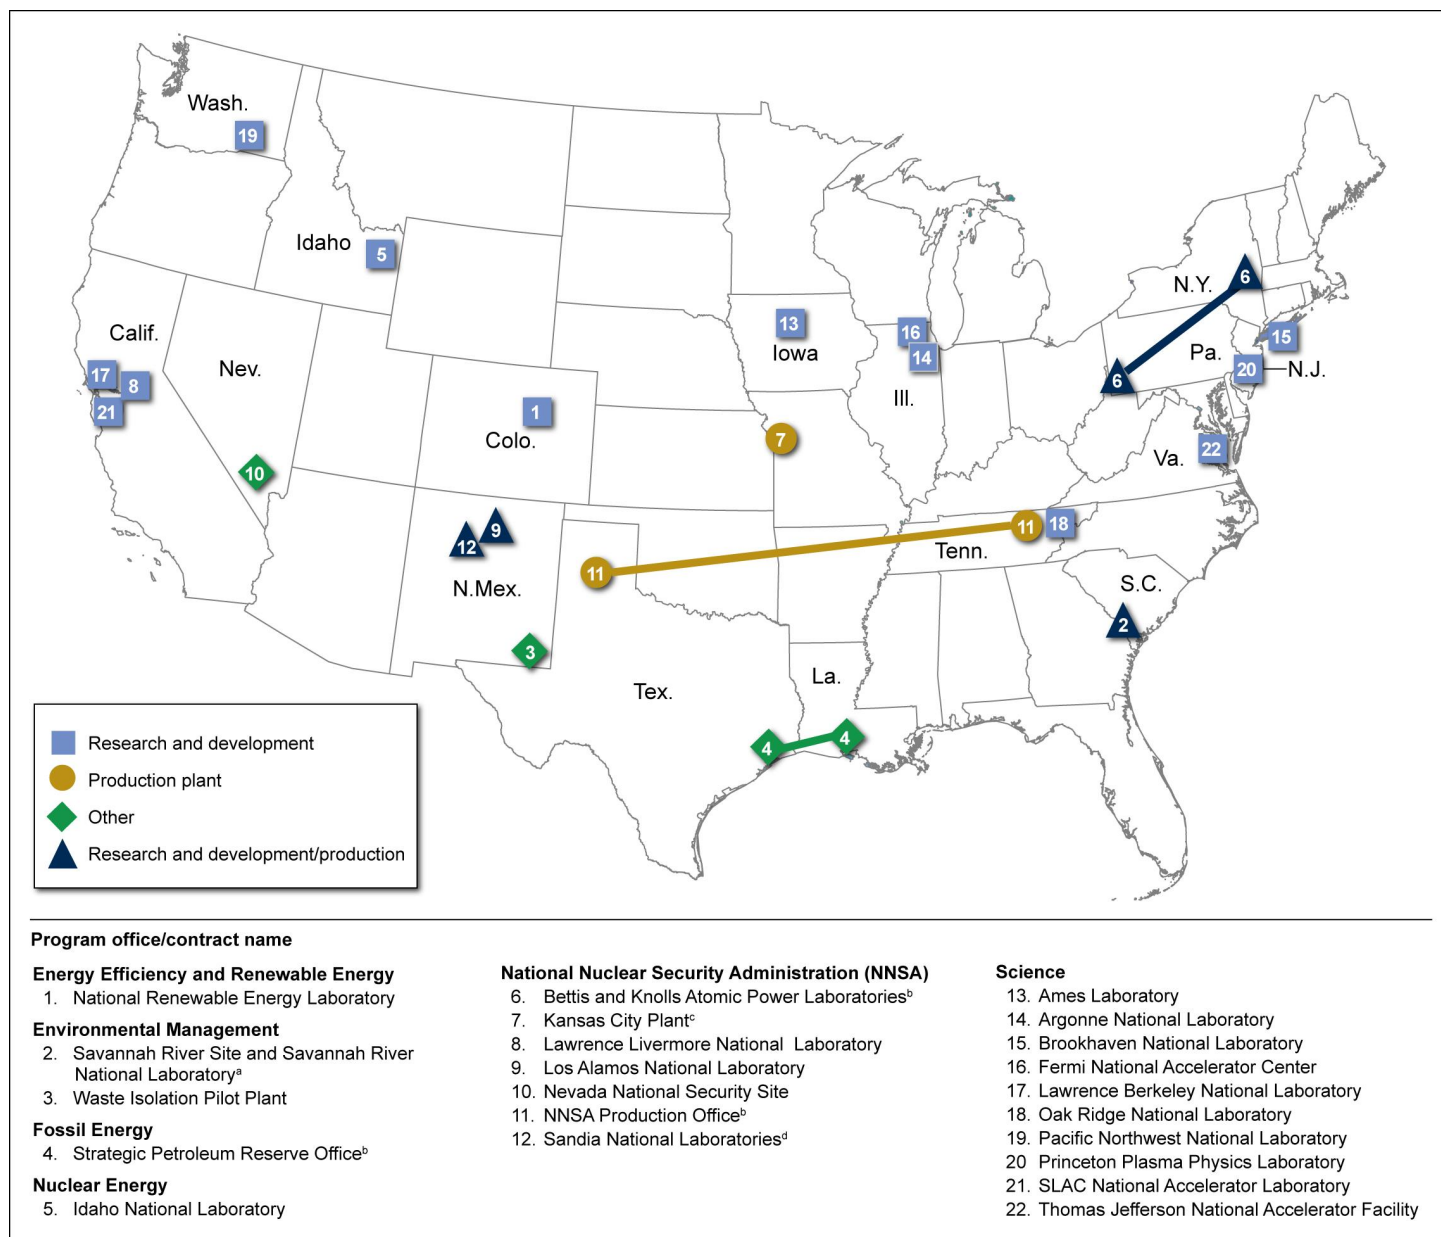 Wash.
19
Idaho
5
N.Y.
6
Calif.
Nev.
13
Iowa
16
14
15
Pa.
20
N.J.
6
17
8
21
1
Colo.
Ill.
7
Va.
22
10
12
9
N.Mex.
11
11
18
Tenn.
S.C.
2
3
Tex.
La.
4
4
Research and development
Production plant
Other
Research and development/production
Program office/contract name
Energy Efficiency and Renewable Energy
1. National Renewable Energy Laboratory
Environmental Management
2. Savannah River Site and Savannah River
National Laboratoryᵃ
3. Waste Isolation Pilot Plant
Fossil Energy
4. Strategic Petroleum Reserve Officeᵇ
Nuclear Energy
5. Idaho National Laboratory
National Nuclear Security Administration (NNSA)
6. Bettis and Knolls Atomic Power Laboratoriesᵇ
7. Kansas City Plantᶜ
8. Lawrence Livermore National Laboratory
9. Los Alamos National Laboratory
10. Nevada National Security Site
11. NNSA Production Officeᵇ
12. Sandia National Laboratoriesᵈ
Science
13. Ames Laboratory
14. Argonne National Laboratory
15. Brookhaven National Laboratory
16. Fermi National Accelerator Center
17. Lawrence Berkeley National Laboratory
18. Oak Ridge National Laboratory
19. Pacific Northwest National Laboratory
20 Princeton Plasma Physics Laboratory
21. SLAC National Accelerator Laboratory
22. Thomas Jefferson National Accelerator Facility